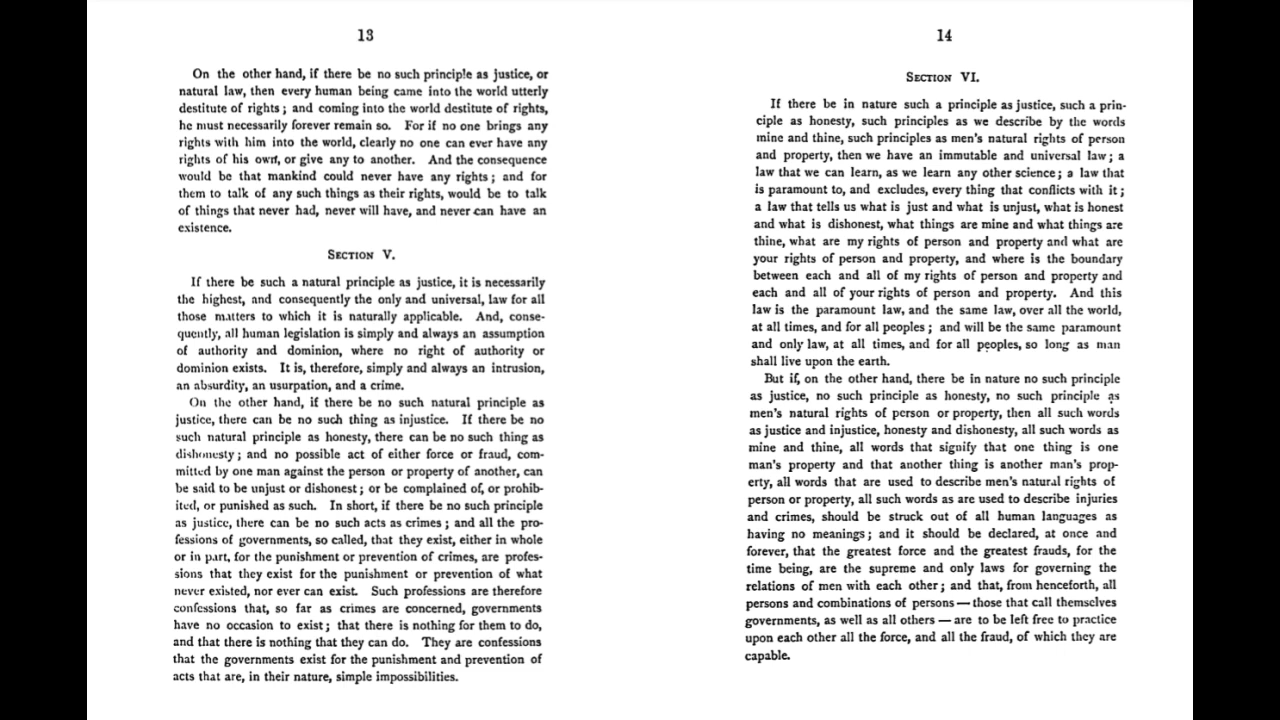 13
On the other hand, if there be no such principle as justice, or
natural law, then every human being came into the world utterly
destitute of rights; and coming into the world destitute of rights,
he must necessarily forever remain so. For if no one brings any
rights with him into the world, clearly no one can ever have any
rights of his own, or give any to another. And the consequence
would be that mankind could never have any rights; and for
them to talk of any such things as their rights, would be to talk
of things that never had, never will have, and never can have an
existence.
SECTION V.
If there be such a natural principle as justice, it is necessarily
the highest, and consequently the only and universal, law for all
those matters to which it is naturally applicable. And, conse-
quently, all human legislation is simply and always an assumption
of authority and dominion, where no right of authority or
dominion exists. It is, therefore, simply and always an intrusion,
an absurdity, an usurpation, and a crime.
On the other hand, if there be no such natural principle as
justice, there can be no such thing as injustice. If there be no
such natural principle as honesty, there can be no such thing as
dishonesty; and no possible act of either force or fraud, com-
mitted by one man against the person or property of another, can
be said to be unjust or dishonest; or be complained of, or prohib-
ited, or punished as such. In short, if there be no such principle
as justice, there can be no such acts as crimes; and all the pro-
fessions of governments, so called, that they exist, either in whole
or in part, for the punishment or prevention of crimes, are profes-
sions that they exist for the punishment or prevention of what
never existed, nor ever can exist. Such professions are therefore
confessions that, so far as crimes are concerned, governments
have no occasion to exist; that there is nothing for them to do,
and that there is nothing that they can do. They are confessions
that the governments exist for the punishment and prevention of
acts that are, in their nature, simple impossibilities.
14
SECTION VI.
If there be in nature such a principle as justice, such a prin-
ciple as honesty, such principles as we describe by the words
mine and thine, such principles as men's natural rights of person
and property, then we have an immutable and universal law; a
law that we can learn, as we learn any other science; a law that
is paramount to, and excludes, every thing that conflicts with it;
a law that tells us what is just and what is unjust, what is honest
and what is dishonest, what things are mine and what things are
thine, what are my rights of person and property and what are
your rights of person and property, and where is the boundary
between each and all of my rights of person and property and
each and all of your rights of person and property. And this
law is the paramount law, and the same law, over all the world,
at all times, and for all peoples; and will be the same paramount
and only law, at all times, and for all peoples, so long as man
shall live upon the earth.
But if, on the other hand, there be in nature no such principle
as justice, no such principle as honesty, no such principle as
men's natural rights of person or property, then all such words
as justice and injustice, honesty and dishonesty, all such words as
mine and thine, all words that signify that one thing is one
man's property and that another thing is another man's prop-
erty, all words that are used to describe men's natural rights of
person or property, all such words as are used to describe injuries
and crimes, should be struck out of all human languages as
having no meanings; and it should be declared, at once and
forever, that the greatest force and the greatest frauds, for the
time being, are the supreme and only laws for governing the
relations of men with each other; and that, from henceforth, all
persons and combinations of persons — those that call themselves
governments, as well as all others — are to be left free to practice
upon each other all the force, and all the fraud, of which they are
capable.